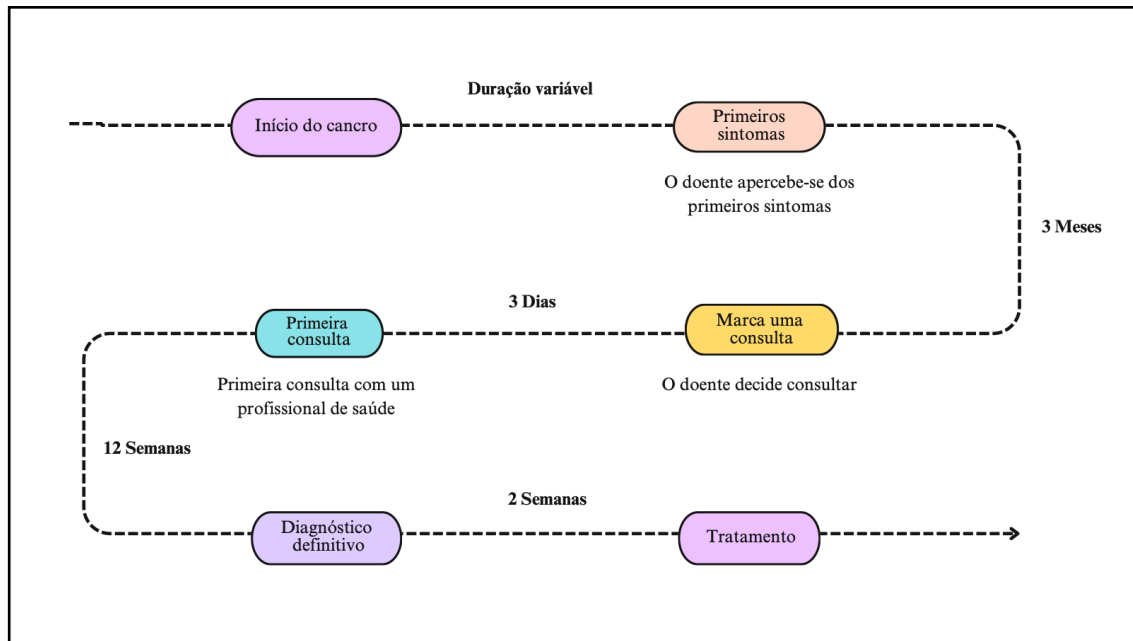 Duração variável
Início do cancro
Primeiros
sintomas
O doente apercebe-se dos
primeiros sintomas
3 Meses
Marca uma
consulta
O doente decide consultar
3 Dias
Primeira
consulta
Primeira consulta com um
profissional de saúde
12 Semanas
Diagnóstico
definitivo
2 Semanas
Tratamento